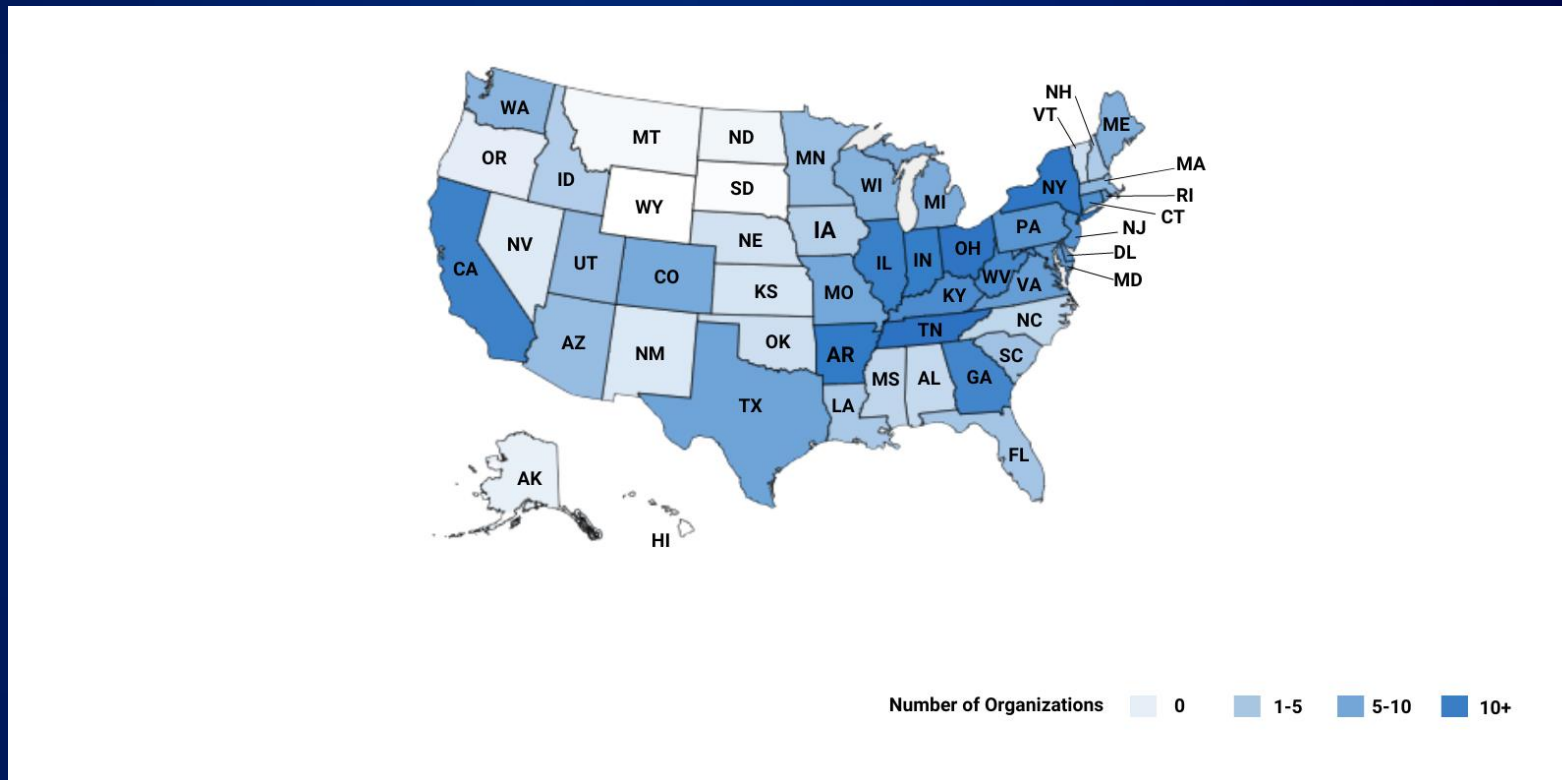 NH
VT
WA
ME
MT
ND
OR
MN
MA
ID
SD
WI
NY
RI
MI
WY
CT
IA
PA
NJ
NE
NV
OH
DL
CA
UT
IL
IN
CO
WV
VA
MD
KS
MO
KY
NC
TN
AZ
NM
OK
AR
SC
MS
AL
GA
TX
LA
FL
AK
HI
Number of Organizations 0 1-5 5-10 10+